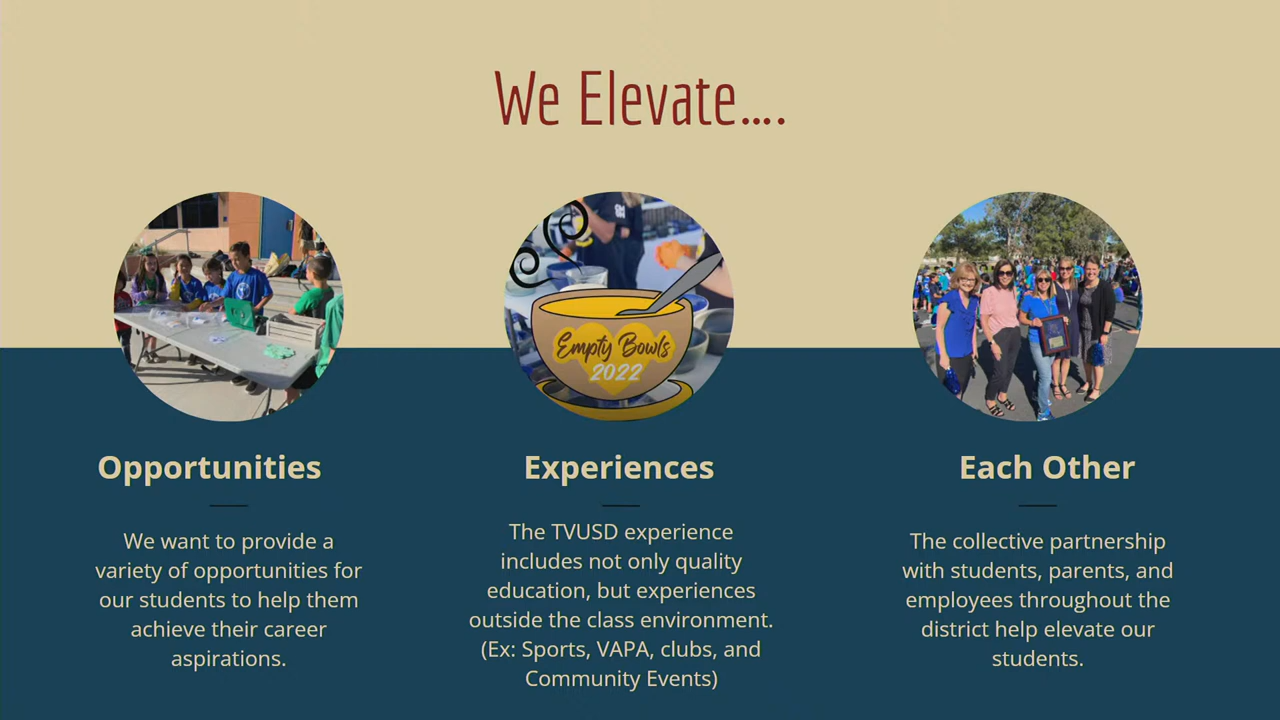 We Elevate....
Empty Bowls
2022
Opportunities
We want to provide a
variety of opportunities for
our students to help them
achieve their career
aspirations.
Experiences
The TVUSD experience
includes not only quality
education, but experiences
outside the class environment.
(Ex: Sports, VAPA, clubs, and
Community Events)
Each Other
The collective partnership
with students, parents, and
employees throughout the
district help elevate our
students.